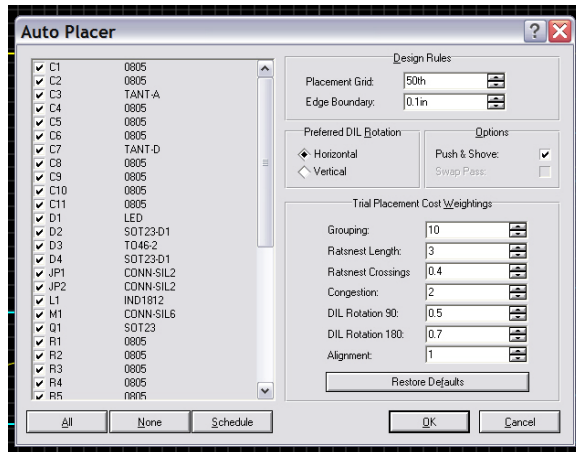 Auto Placer
C1 0805
C2 0805
C3 TANT-A
C4 0805
C5 0805
C6 0805
C7 TANT-D
C8 0805
C9 0805
C10 0805
C11 0805
D1 LED
D2 SOT23-D1
D3 TO46-2
D4 SOT23-D1
JP1 CONN-SIL2
JP2 CONN-SIL2
L1 IND1812
M1 CONN-SIL6
Q1 SOT23
R1 0805
R2 0805
R3 0805
R4 0805
R5 0805
All None Schedule
Design Rules
Placement Grid: 50th
Edge Boundary: 0.1in
Preferred DIL Rotation
Horizontal
Vertical
Options
Push & Shove:
Swap Pass:
Trial Placement Cost Weightings
Grouping: 10
Ratsnest Length: 3
Ratsnest Crossings 0.4
Congestion: 2
DIL Rotation 90: 0.5
DIL Rotation 180: 0.7
Alignment: 1
Restore Defaults
OK Cancel